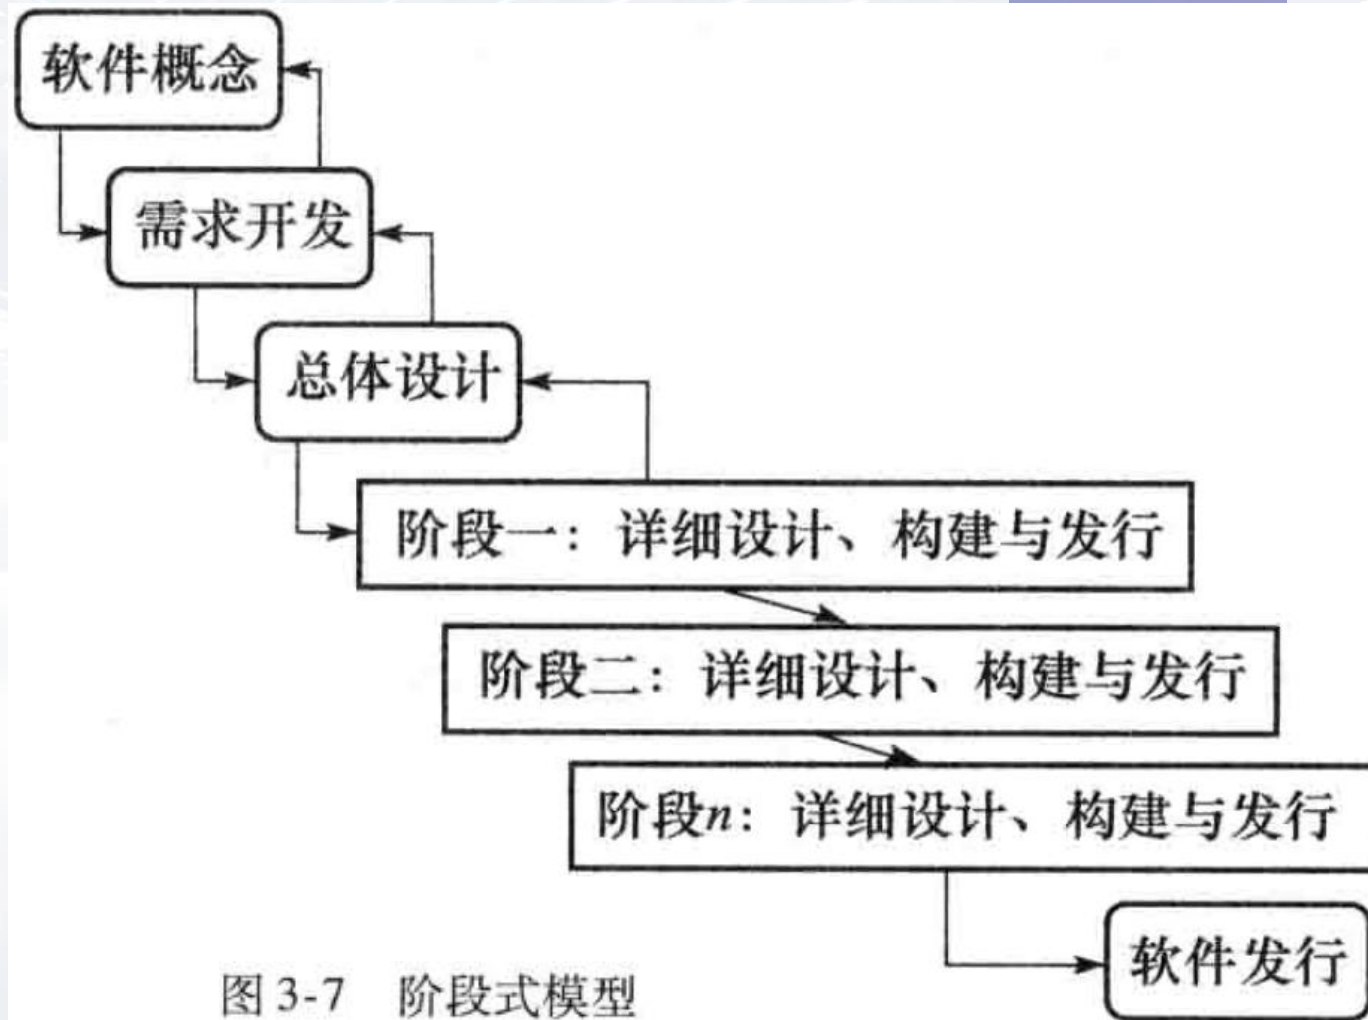 软件概念
需求开发
总体设计
阶段一：详细设计、构建与发行
阶段二：详细设计、构建与发行
阶段n：详细设计、构建与发行
软件发行
图 3-7 阶段式模型